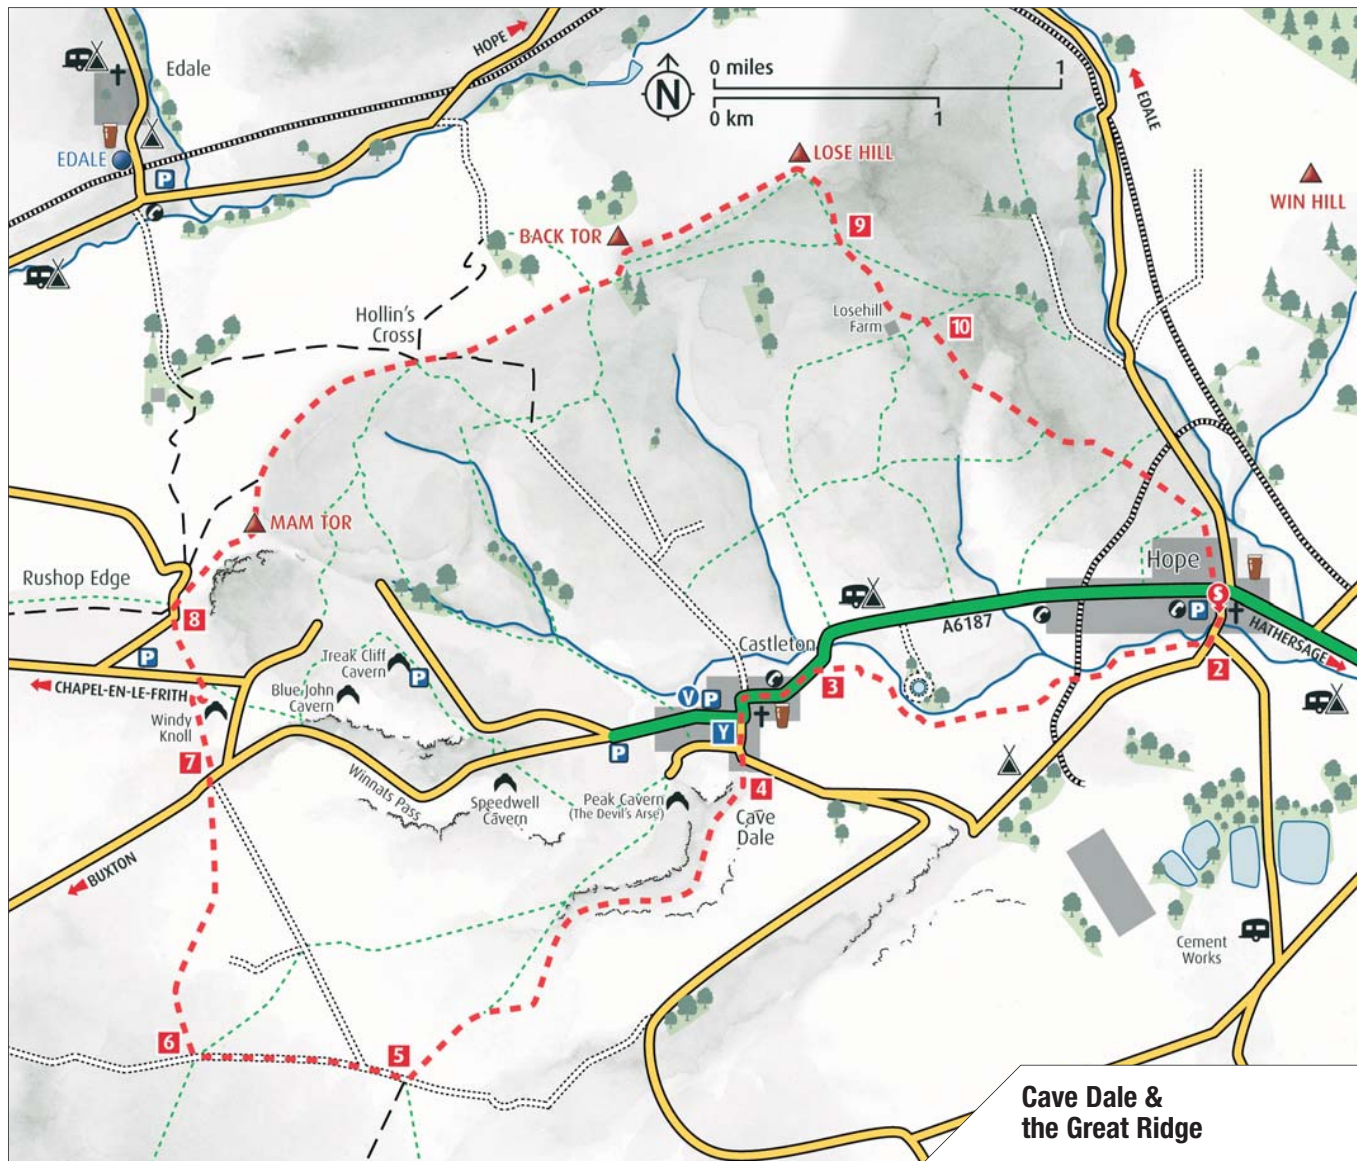 Edale
EDALE
P
HOPE
N
0 miles
1
0 km
1
EDALE
LOSE HILL
WIN HILL
BACK TOR
9
Hollin's
Cross
Losehill
Farm
10
MAM TOR
Rushop Edge
8
P
CHAPEL-EN-LE-FRITH
Treak Cliff
Cavern
P
Blue John
Cavern
Windy
Knoll
7
Winnats Pass
BUXTON
Speedwell
Cavern
P
Peak Cavern
(The Devil's Arse)
V
P
Y
Castleton
3
4
Cave
Dale
A6187
Hope
S
P
HATHERSAGE
2
Cement
Works
6
5
Cave Dale &
the Great Ridge